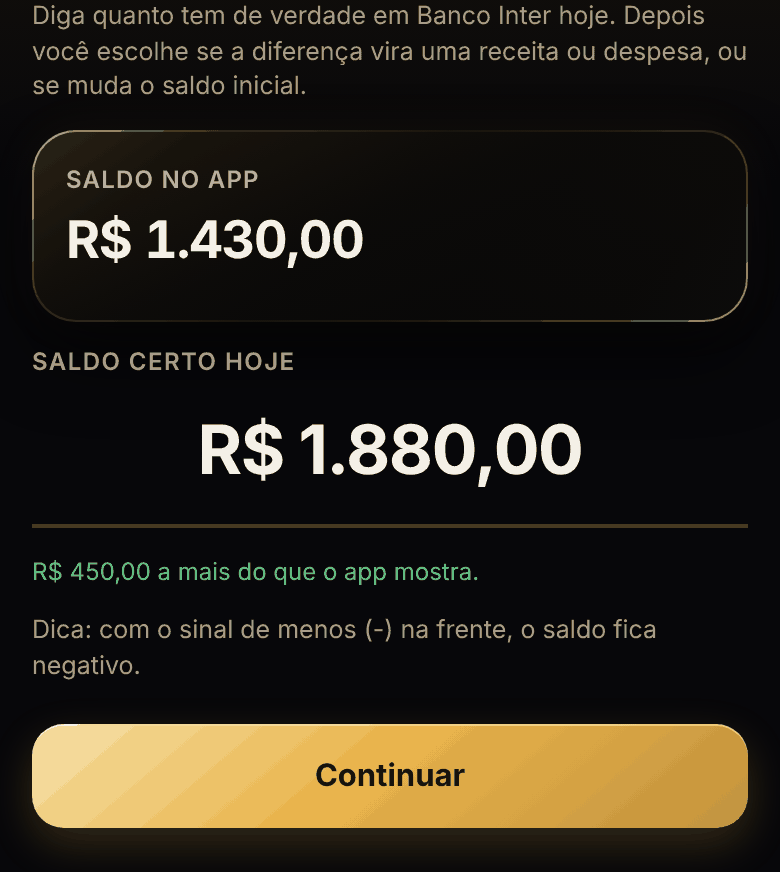 Diga quanto tem de verdade em Banco Inter hoje. Depois
você escolhe se a diferença vira uma receita ou despesa, ou
se muda o saldo inicial.
SALDO NO APP
R$ 1.430,00
SALDO CERTO HOJE
R$ 1.880,00
R$ 450,00 a mais do que o app mostra.
Dica: com o sinal de menos (-) na frente, o saldo fica
negativo.
Continuar